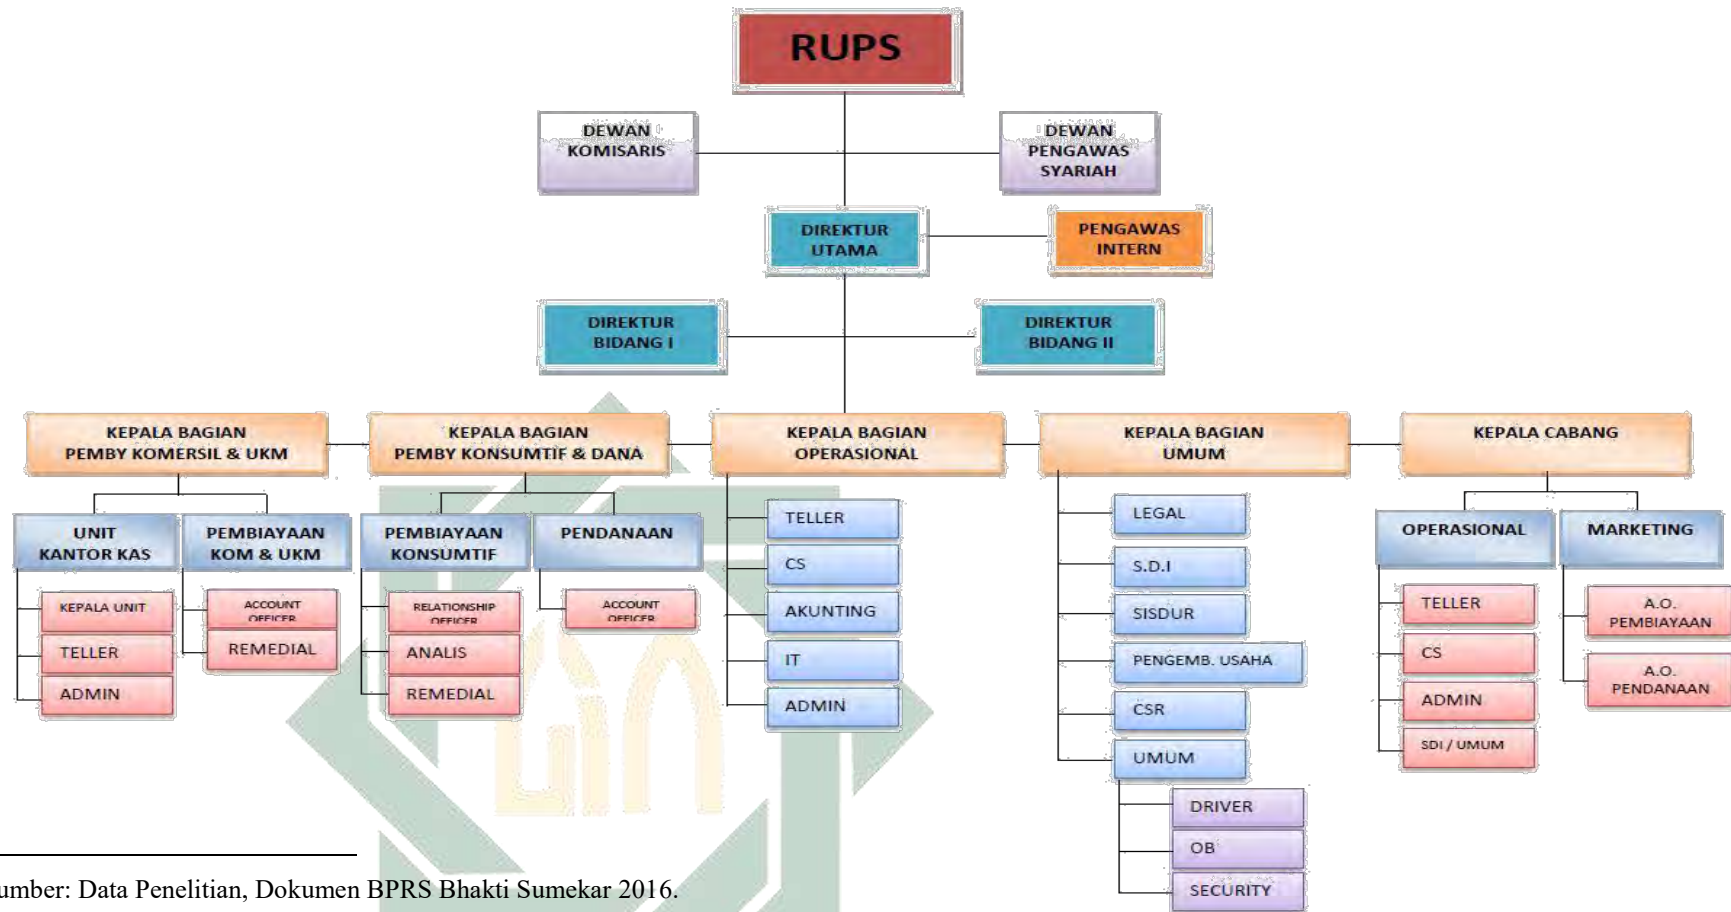 RUPS
DEWAN
KOMISARIS
DEWAN
PENGAWAS
SYARIAH
DIREKTUR
UTAMA
PENGAWAS
INTERN
DIREKTUR
BIDANG I
DIREKTUR
BIDANG II
KEPALA BAGIAN
PEMBY KOMERSIL & UKM
KEPALA BAGIAN
PEMBY KONSUMTIF & DANA
KEPALA BAGIAN
OPERASIONAL
KEPALA BAGIAN
UMUM
KEPALA CABANG
UNIT
KANTOR KAS
KEPALA UNIT
TELLER
ADMIN
PEMBIAYAAN
KOM & UKM
ACCOUNT
OFFICER
REMEDIAL
PEMBIAYAAN
KONSUMTIF
RELATIONSHIP
OFFICER
ANALIS
REMEDIAL
PENDANAAN
ACCOUNT
OFFICER
TELLER
CS
AKUNTING
IT
ADMIN
LEGAL
S.D.I
SISDUR
PENGEMB. USAHA
CSR
UMUM
DRIVER
OB
SECURITY
OPERASIONAL
TELLER
CS
ADMIN
SDI / UMUM
MARKETING
A.O.
PEMBIAYAAN
A.O.
PENDANAAN
umber: Data Penelitian, Dokumen BPRS Bhakti Sumekar 2016.